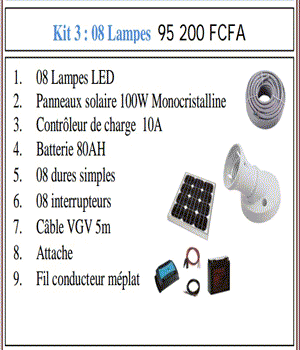 Kit 3 : 08 Lampes 95 200 FCFA
1. 08 Lampes LED
2. Panneaux solaire 100W Monocristalline
3. Contrôleur de charge 10A
4. Batterie 80AH
5. 08 dures simples
6. 08 interrupteurs
7. Câble VGV 5m
8. Attache
9. Fil conducteur méplat